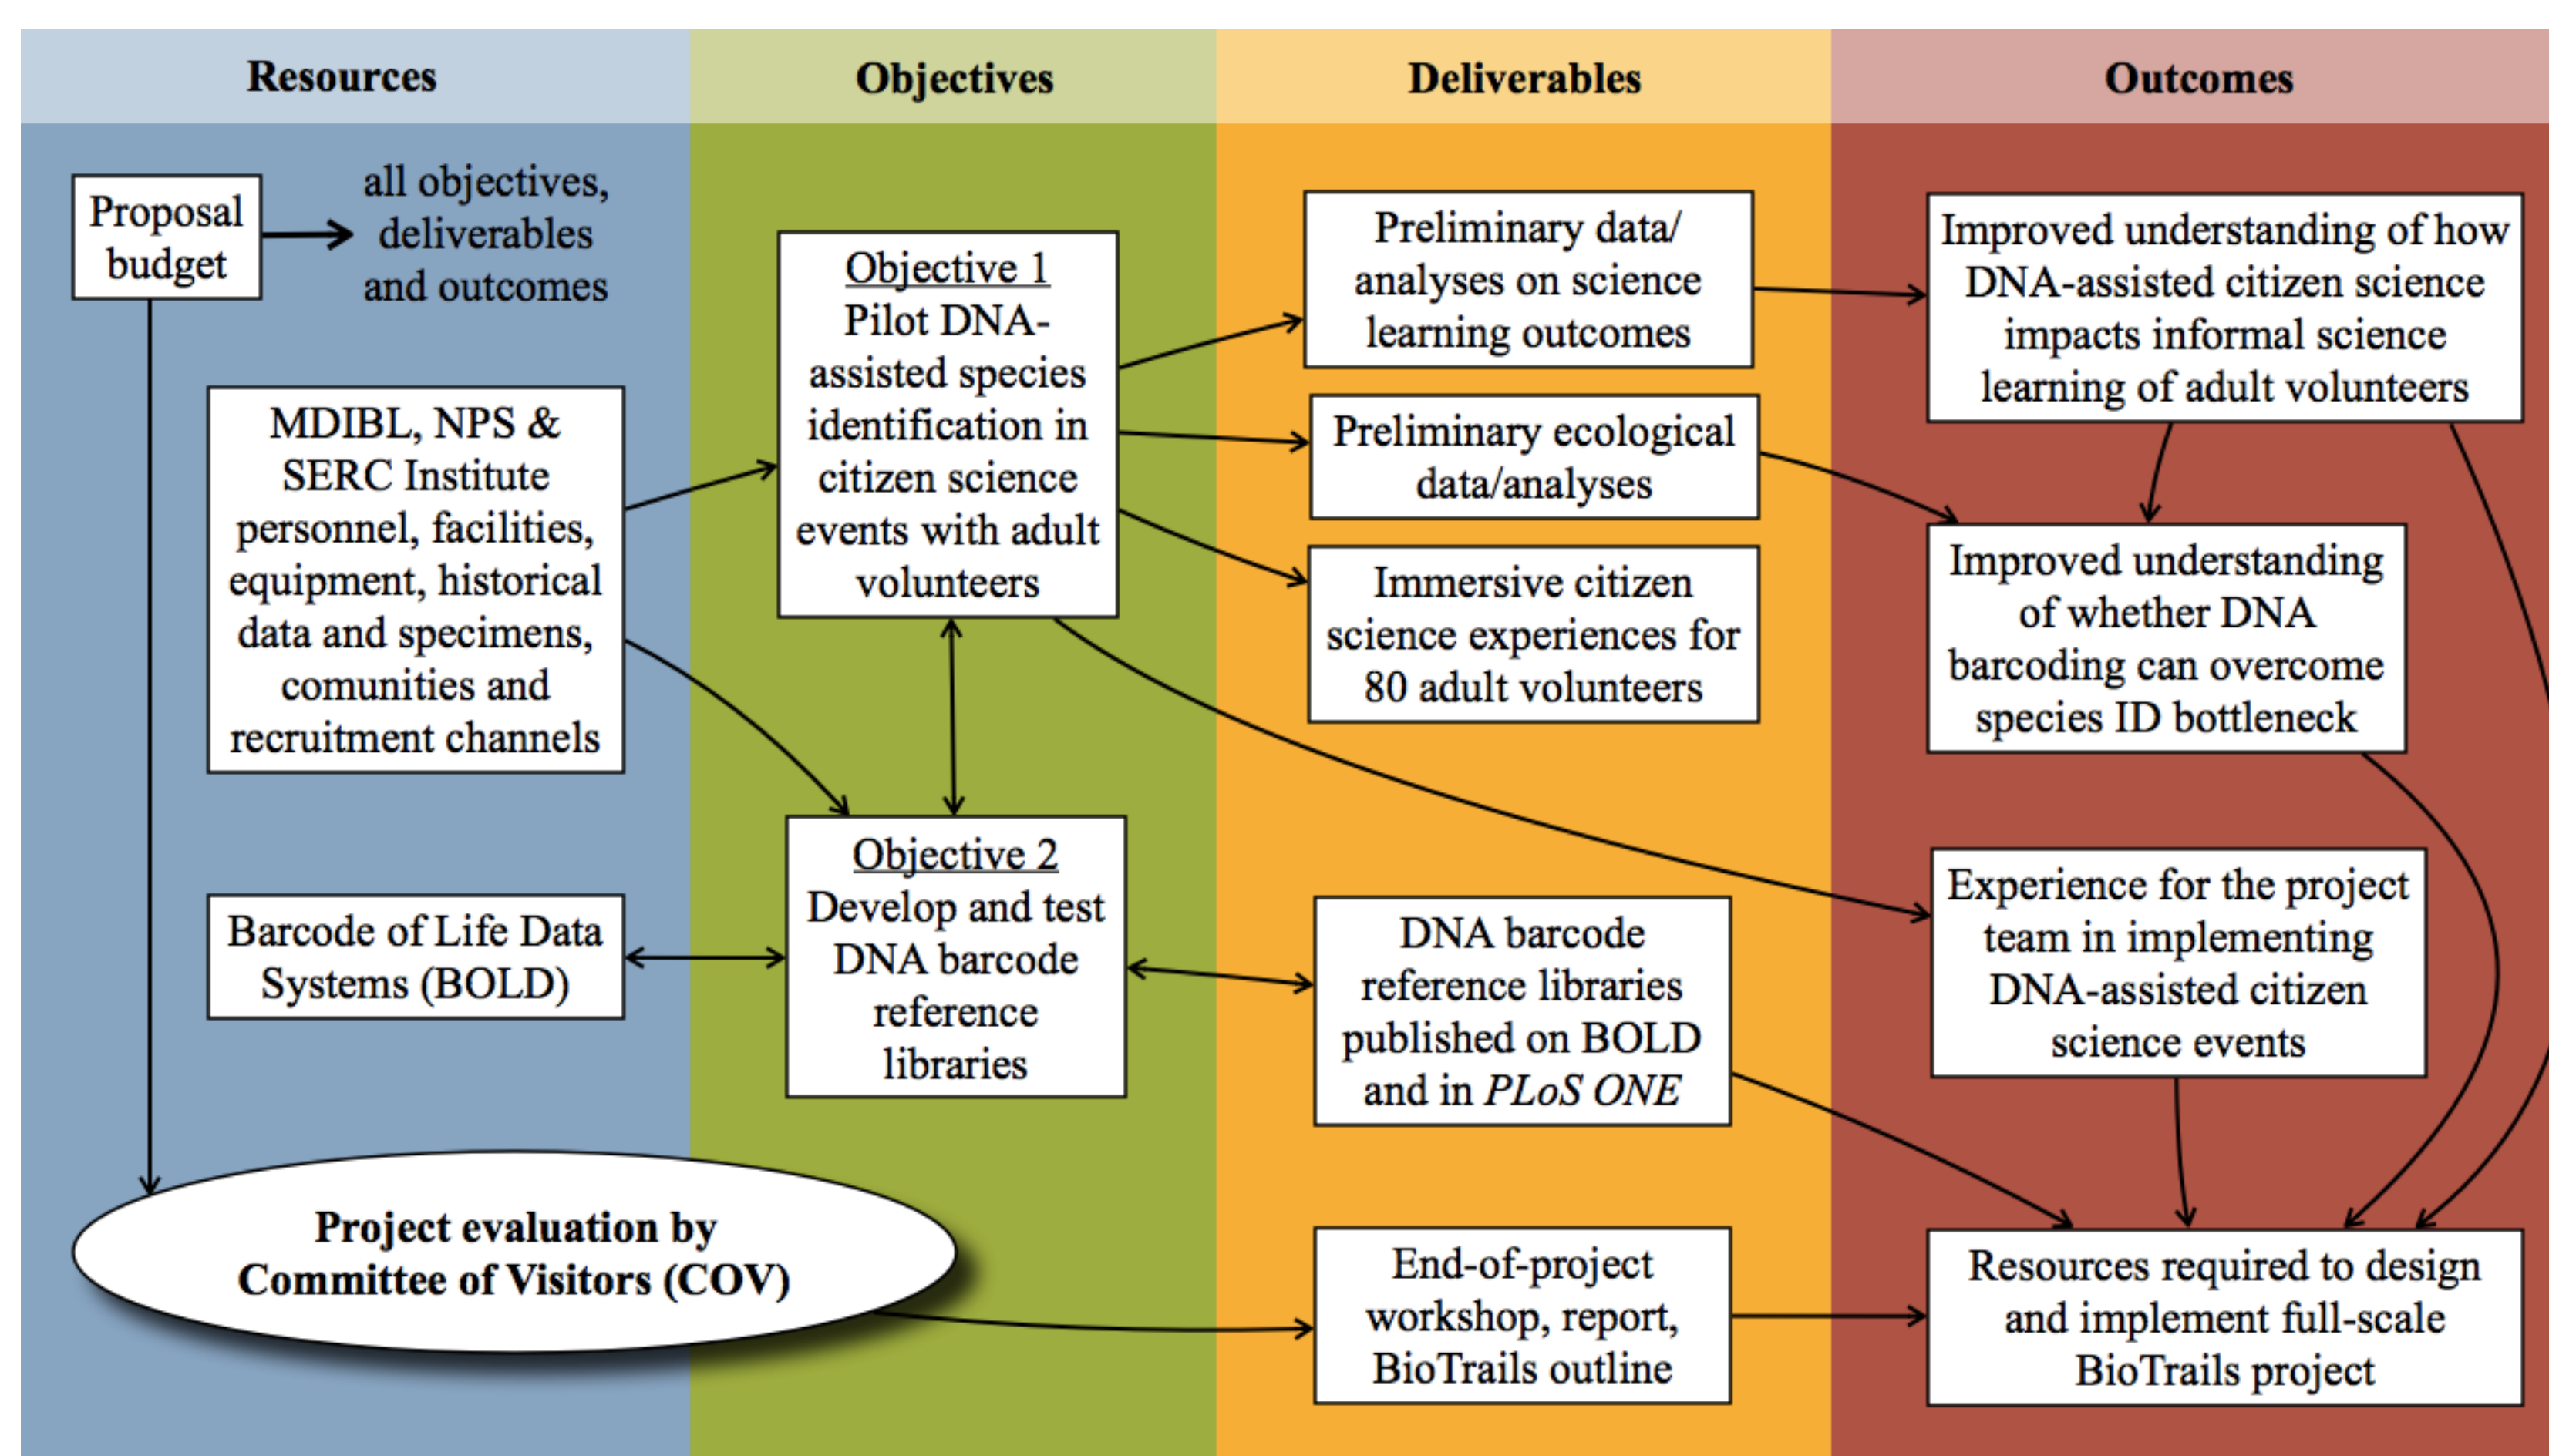 Resources
Objectives
Deliverables
Outcomes
Proposal
budget
all objectives,
deliverables
and outcomes
MDIBL, NPS &
SERC Institute
personnel, facilities,
equipment, historical
data and specimens,
comunities and
recruitment channels
Barcode of Life Data
Systems (BOLD)
Project evaluation by
Committee of Visitors (COV)
Objective 1
Pilot DNA-
assisted species
identification in
citizen science
events with adult
volunteers
Objective 2
Develop and test
DNA barcode
reference
libraries
Preliminary data/
analyses on science
learning outcomes
Preliminary ecological
data/analyses
Immersive citizen
science experiences for
80 adult volunteers
DNA barcode
reference libraries
published on BOLD
and in PLoS ONE
End-of-project
workshop, report,
BioTrails outline
Improved understanding of how
DNA-assisted citizen science
impacts informal science
learning of adult volunteers
Improved understanding
of whether DNA
barcoding can overcome
species ID bottleneck
Experience for the project
team in implementing
DNA-assisted citizen
science events
Resources required to design
and implement full-scale
BioTrails project